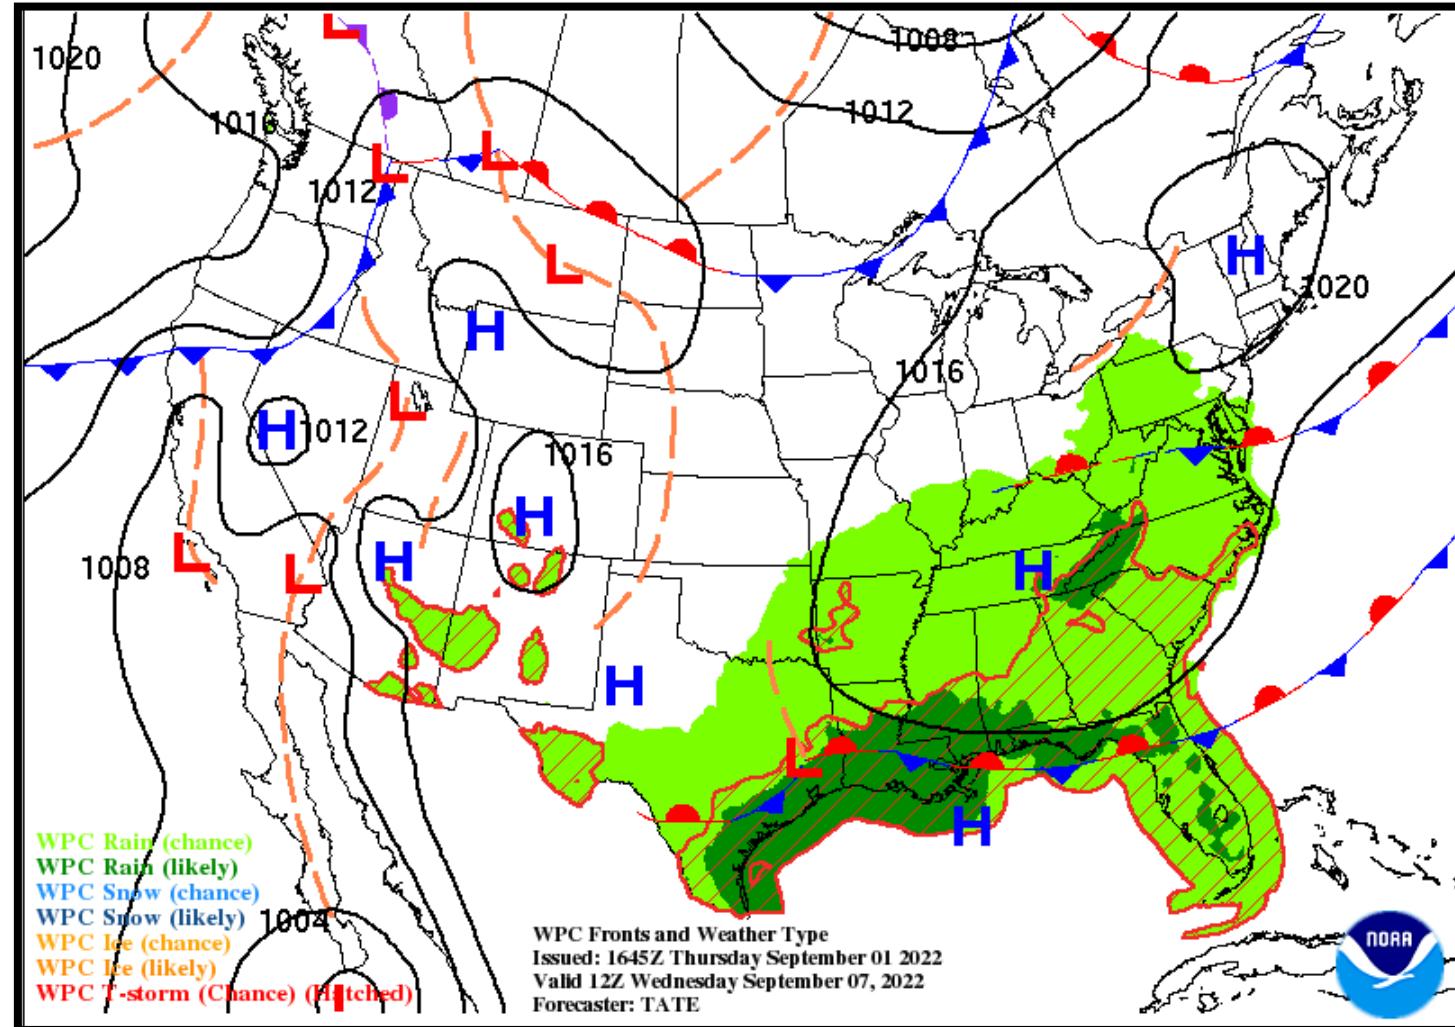 1020
1008
1016
1012
1012
1020
1016
1012
1016
1008
1004
L
L
L
L
L
L
L
L
L
H
H
H
H
H
H
H
H
WPC Rain (chance)
WPC Rain (likely)
WPC Snow (chance)
WPC Snow (likely)
WPC Ice (chance)
WPC Ice (likely)
WPC T-storm (Chance) (Hatched)
WPC Fronts and Weather Type
Issued: 1645Z Thursday September 01 2022
Valid 12Z Wednesday September 07, 2022
Forecaster: TATE
NOAA